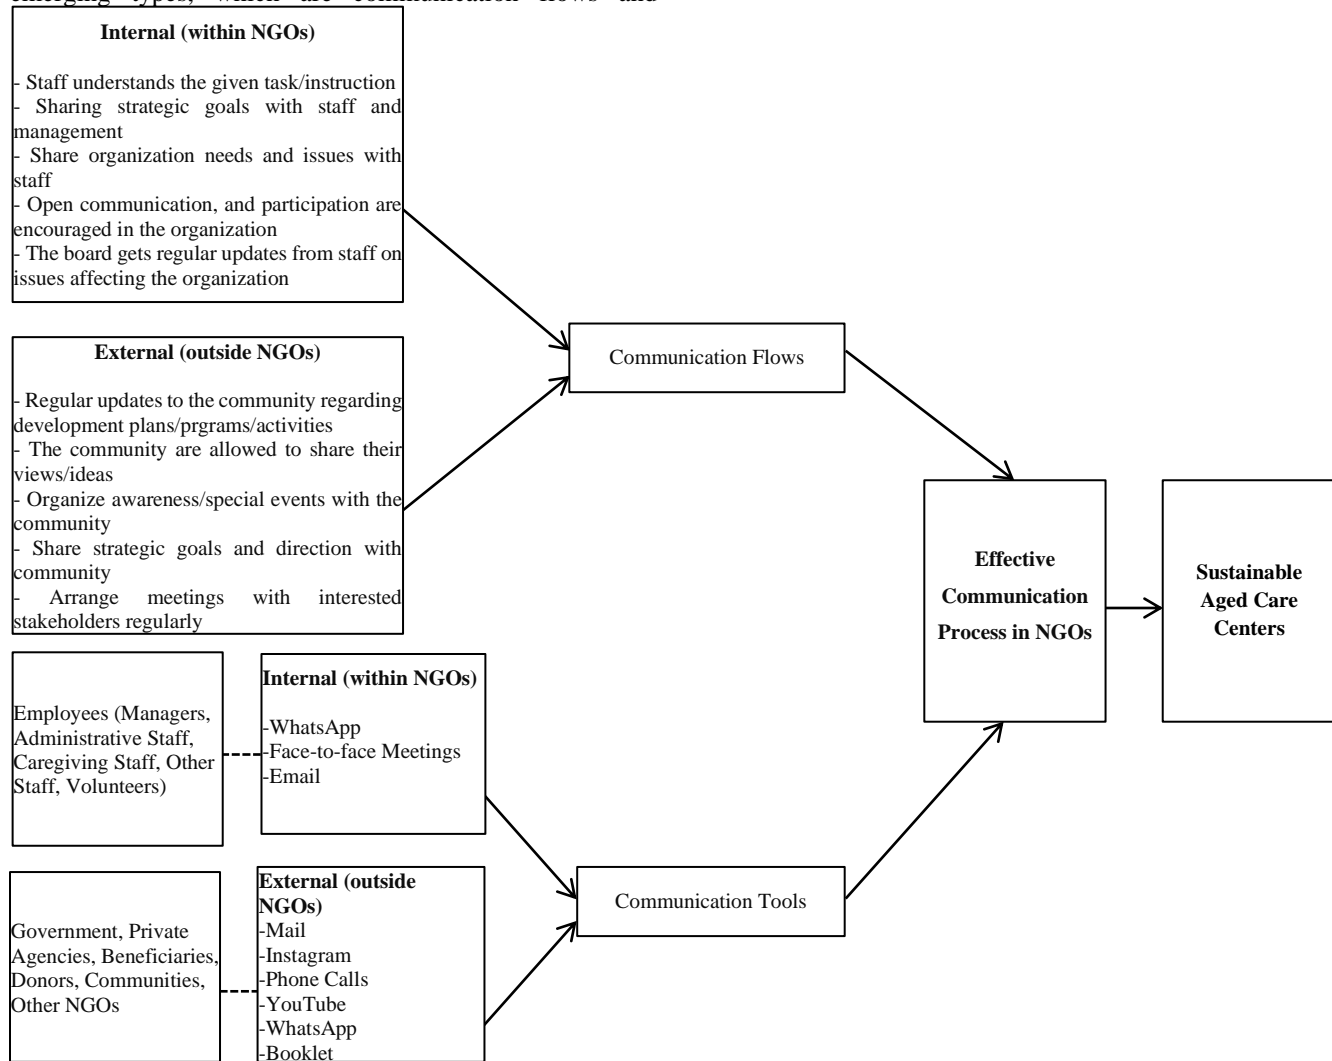 emerging types, which are communication flows and
Internal (within NGOs)
- Staff understands the given task/instruction
- Sharing strategic goals with staff and
management
- Share organization needs and issues with
staff
- Open communication, and participation are
encouraged in the organization
- The board gets regular updates from staff on
issues affecting the organization
External (outside NGOs)
- Regular updates to the community regarding
development plans/prgrams/activities
- The community are allowed to share their
views/ideas
- Organize awareness/special events with the
community
- Share strategic goals and direction with
community
- Arrange meetings with interested
stakeholders regularly
Communication Flows
Effective
Communication
Process in NGOs
Sustainable
Aged Care
Centers
Employees (Managers,
Administrative Staff,
Caregiving Staff, Other
Staff, Volunteers)
Internal (within NGOs)
-WhatsApp
-Face-to-face Meetings
-Email
Communication Tools
Government, Private
Agencies, Beneficiaries,
Donors, Communities,
Other NGOs
External (outside
NGOs)
-Mail
-Instagram
-Phone Calls
-YouTube
-WhatsApp
-Booklet